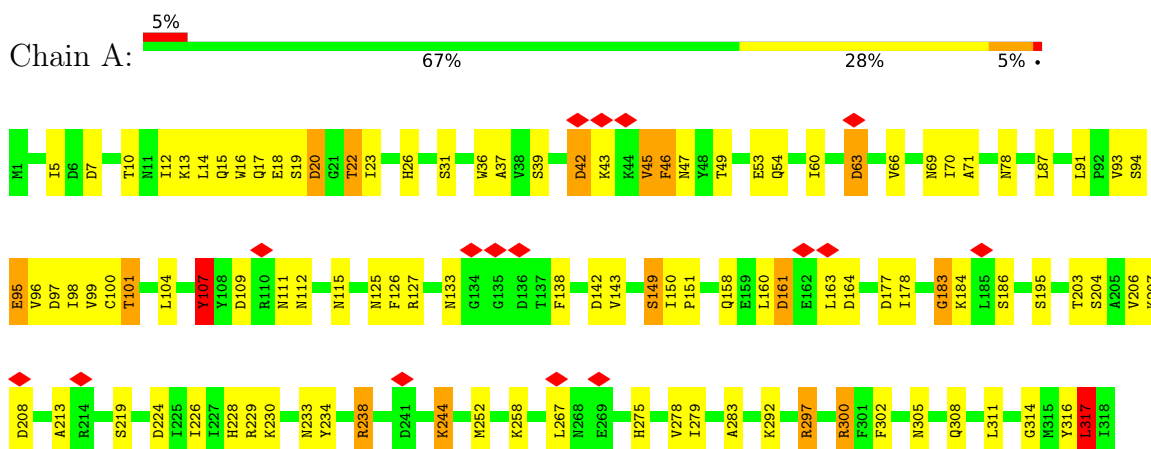 5%
Chain A:
67% 28% 5% •
M1 I5 D6 D7 T10 N11 I12 K13 L14 Q15 W16 Q17 E18 S19 D20 G21 T22 I23 H26 S31 W36 A37 V38 S39 D42 K43 K44 V45 F46 N47 Y48 T49 E53 Q54 I60 D63 V66 N69 I70 A71 N78 L87 L91 P92 V93 S94
E95 V96 D97 I98 V99 C100 T101 L104 Y107 Y108 D109 R110 N111 N112 N115 N125 F126 R127 N133 G134 G135 D136 T137 F138 D142 V143 S149 I150 P151 Q158 E159 L160 D161 E162 L163 D164 D177 I178 G183 K184 L185 S186 S195 T203 S204 A205 V206
D208 A213 R214 S219 D224 I225 I226 I227 H228 R229 K230 N233 Y234 R238 D241 K244 M252 K258 L267 N268 E269 H275 V278 I279 A283 K292 R297 R300 F301 F302 N305 Q308 L311 G314 M315 Y316 L317 I318